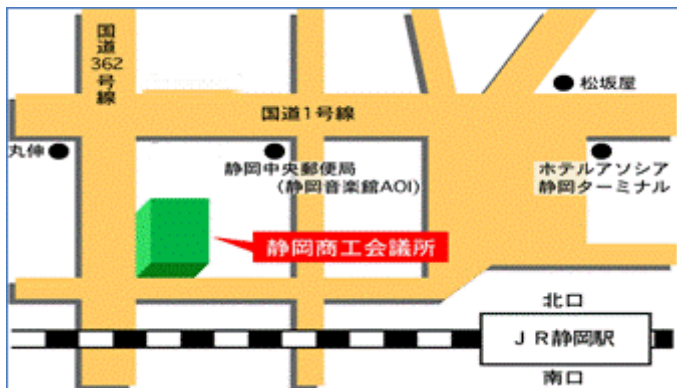 国道
362
号線
松坂屋
国道1号線
丸伸
静岡中央郵便局
(静岡音楽館AOI)
ホテルアソシア
静岡ターミナル
静岡商工会議所
北口
JR静岡駅
南口